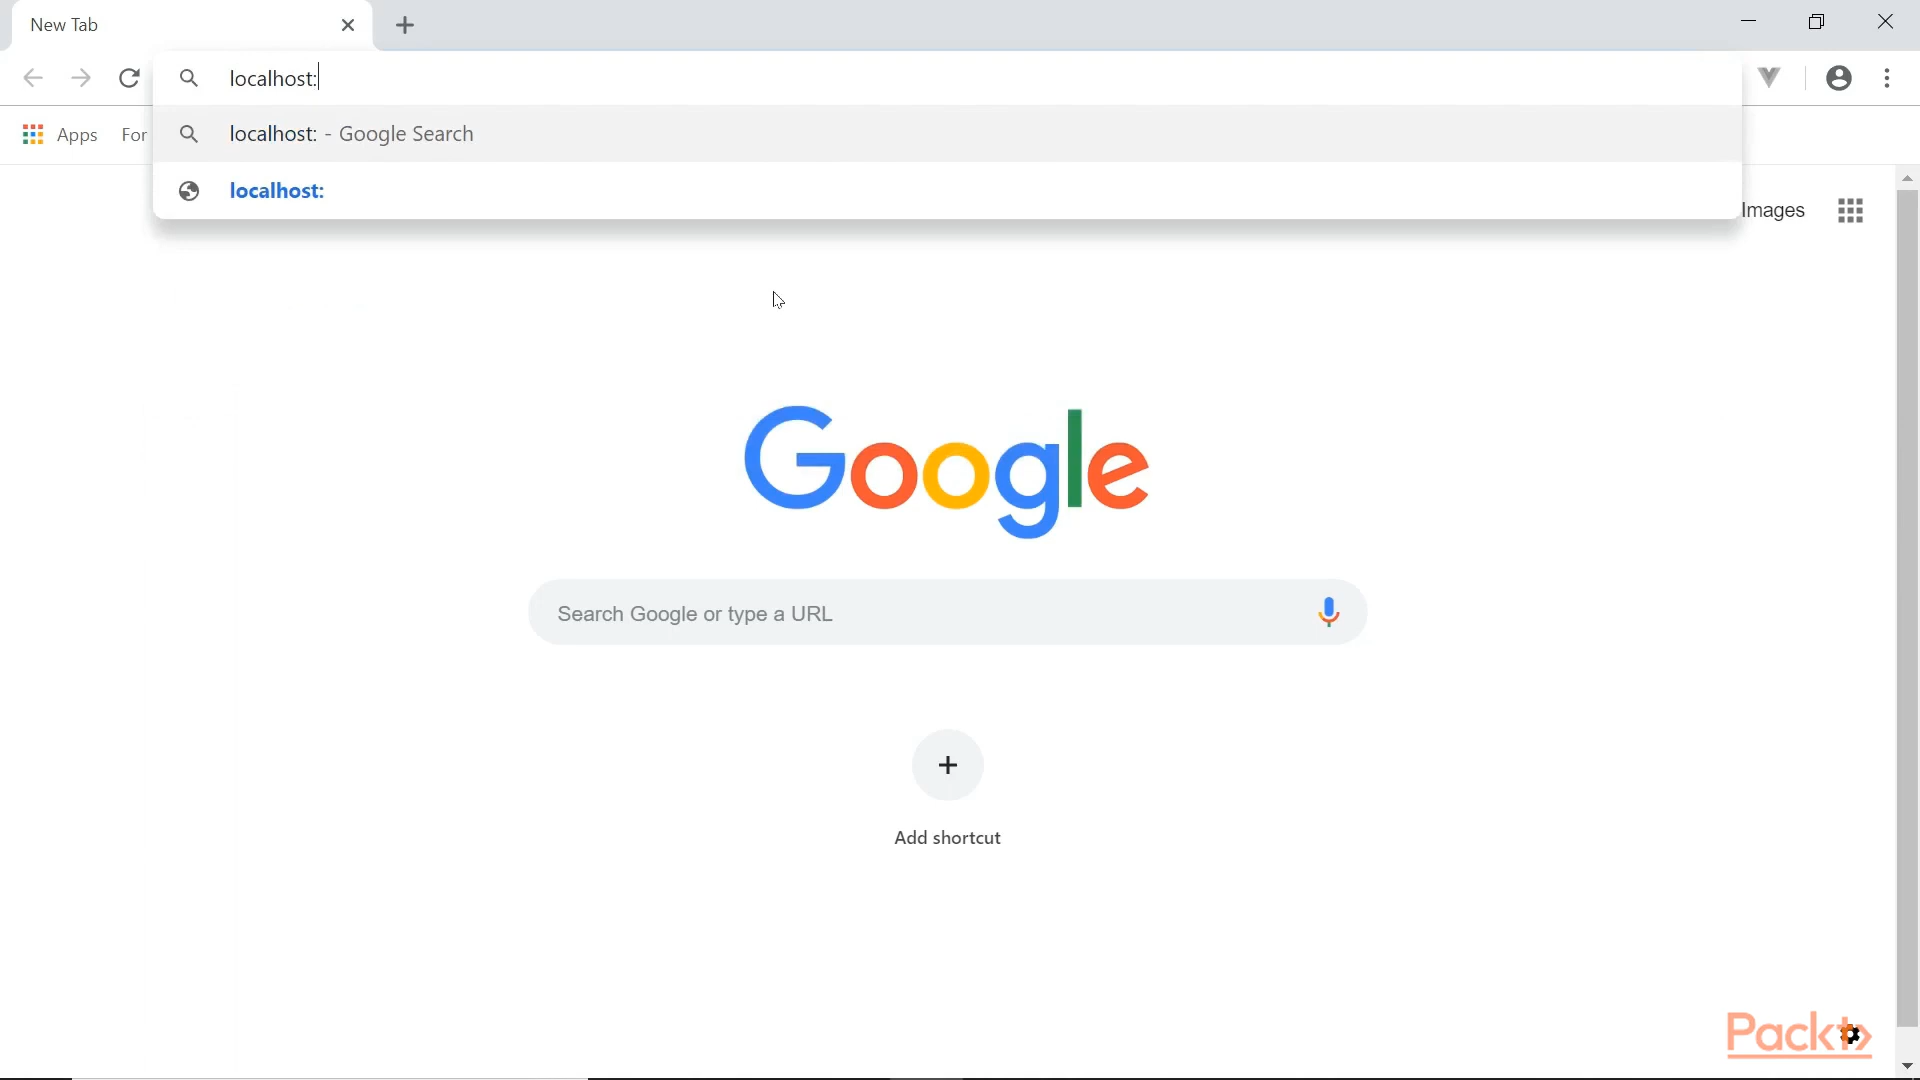 New Tab
localhost:
localhost: - Google Search
Apps For
localhost:
Images
Google
Search Google or type a URL
Add shortcut
Packt